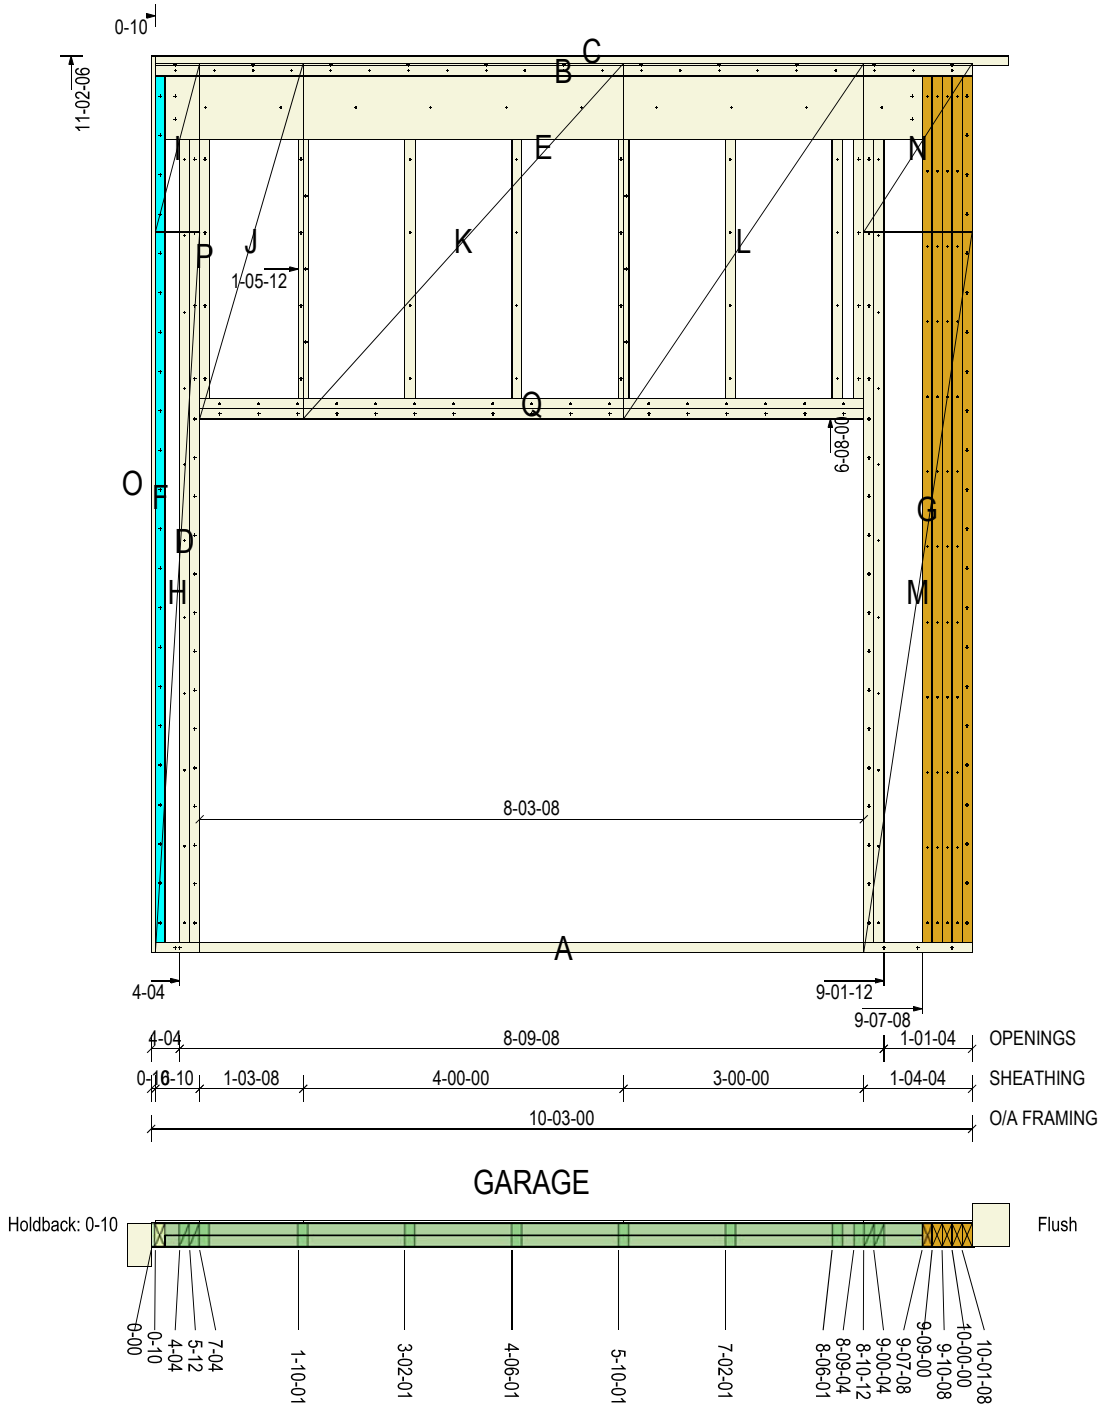 0-10
11-02-06
C
B
I
E
N
P
J
K
L
1-05-12
Q
6-08-00
O
F
G
D
H
M
8-03-08
A
4-04
9-01-12
9-07-08
4-04
8-09-08
1-01-04
OPENINGS
0-10
6-10
1-03-08
4-00-00
3-00-00
1-04-04
SHEATHING
10-03-00
O/A FRAMING
GARAGE
Holdback: 0-10
Flush
0-00
0-10
4-04
5-12
7-04
1-10-01
3-02-01
4-06-01
5-10-01
7-02-01
8-06-01
8-09-04
8-10-12
9-00-04
9-07-08
9-09-00
9-10-08
10-00-00
10-01-08